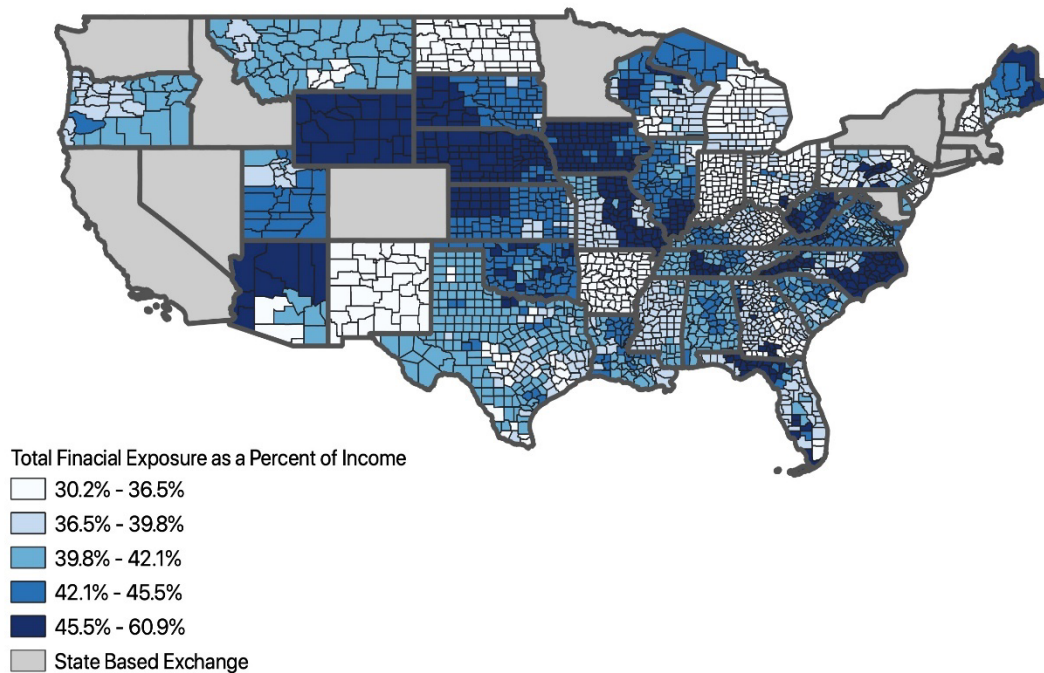 Total Finacial Exposure as a Percent of Income
30.2% - 36.5%
36.5% - 39.8%
39.8% - 42.1%
42.1% - 45.5%
45.5% - 60.9%
State Based Exchange